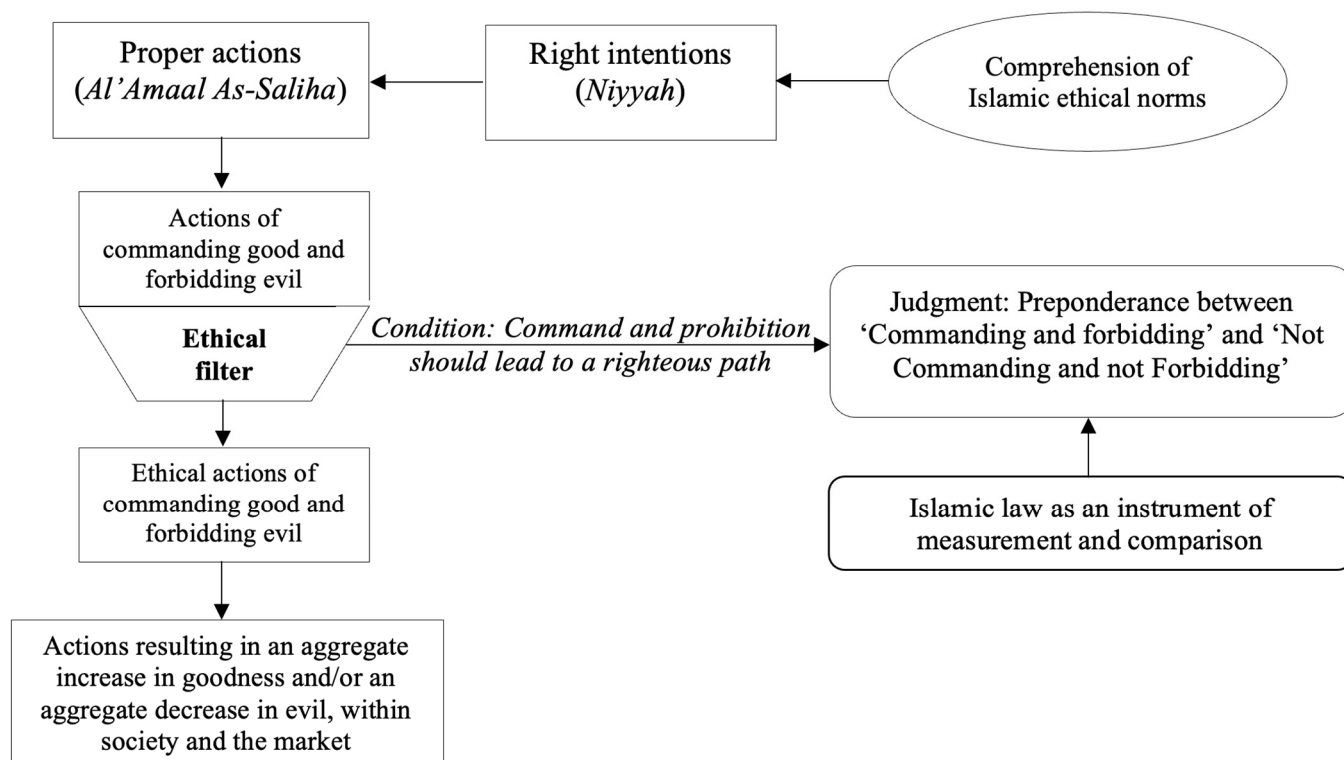 Proper actions
(Al’Amaal As-Saliha)
Right intentions
(Niyyah)
Comprehension of
Islamic ethical norms
Actions of
commanding good and
forbidding evil
Ethical
filter
Condition: Command and prohibition
should lead to a righteous path
Judgment: Preponderance between
‘Commanding and forbidding’ and ‘Not
Commanding and not Forbidding’
Ethical actions of
commanding good and
forbidding evil
Islamic law as an instrument of
measurement and comparison
Actions resulting in an aggregate
increase in goodness and/or an
aggregate decrease in evil, within
society and the market